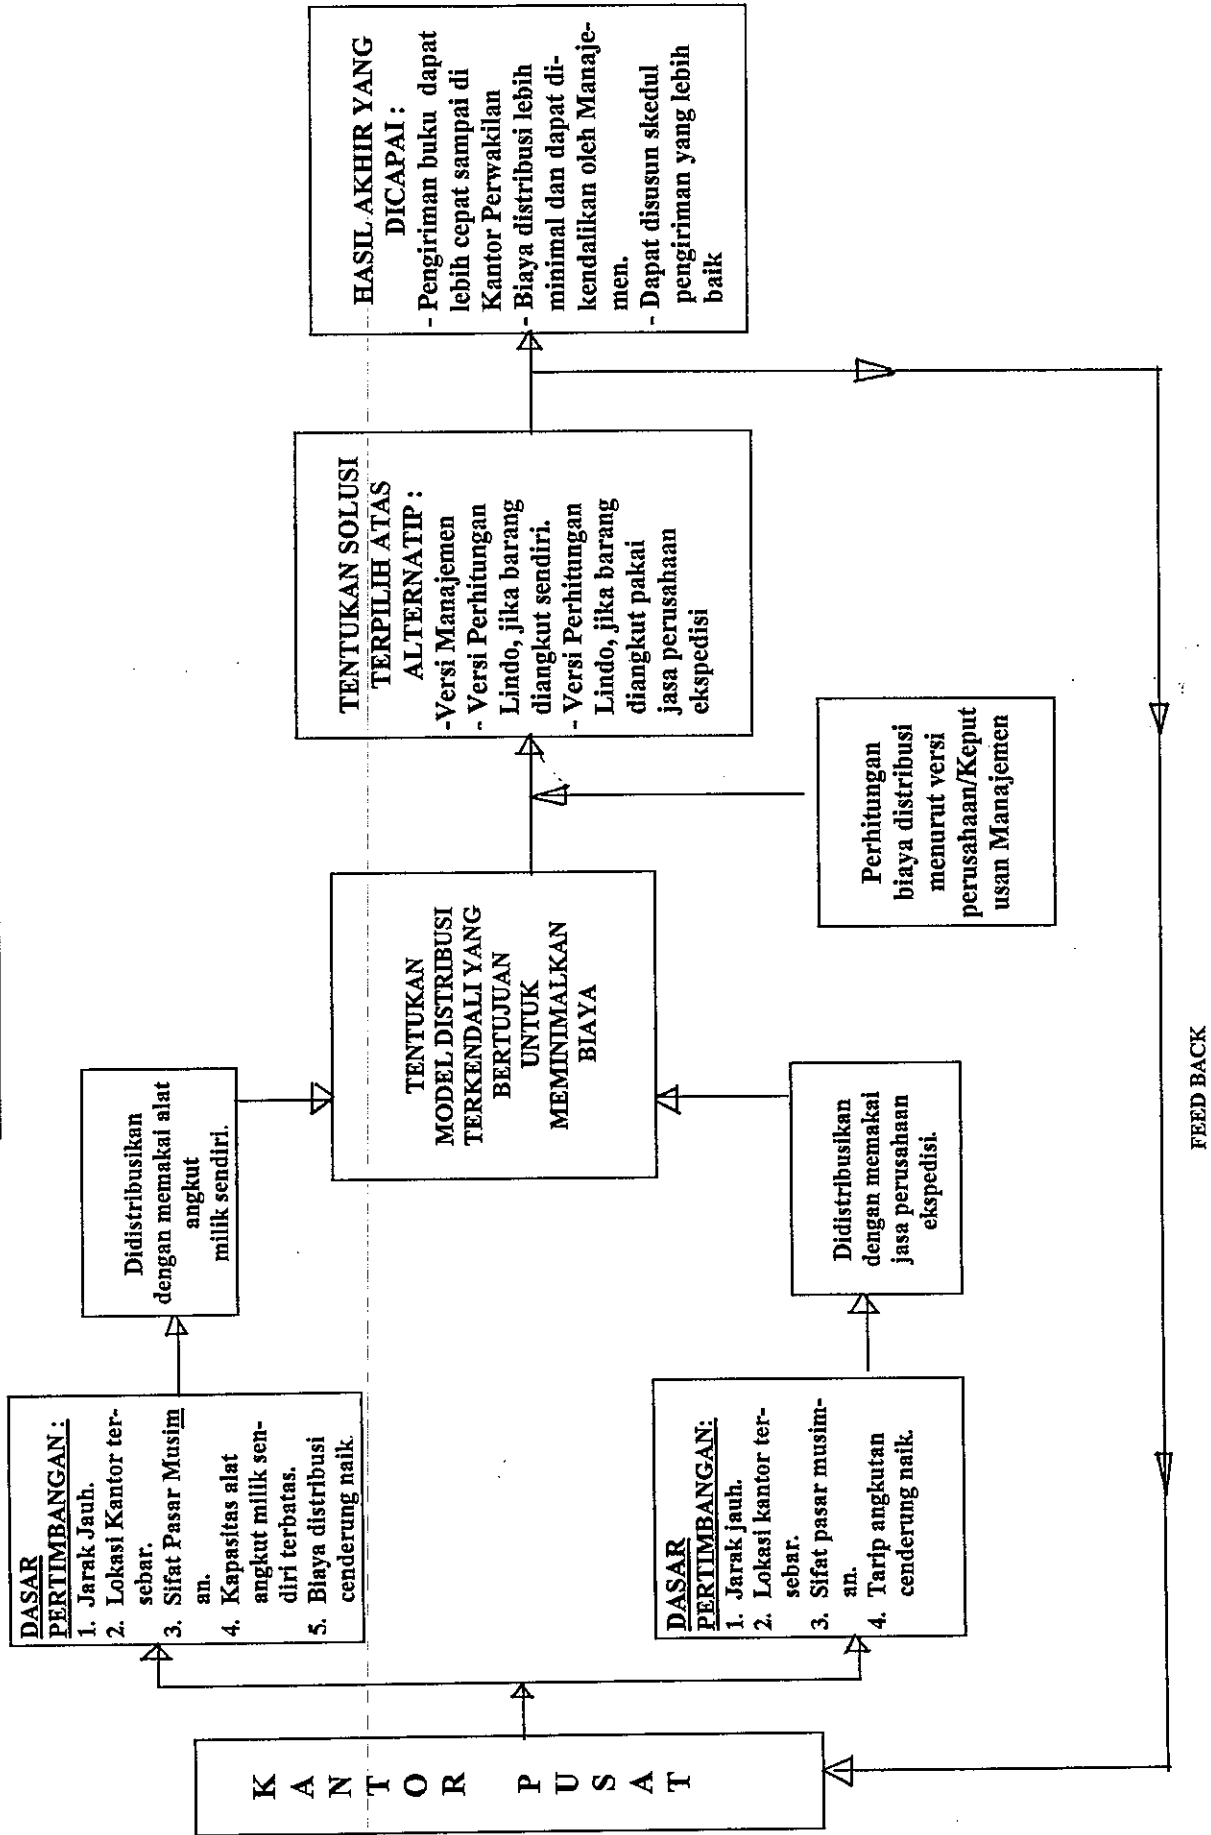 K
A
N
T
O
R
P
U
S
A
T
DASAR
PERTIMBANGAN :
1. Jarak Jauh.
2. Lokasi Kantor ter-
sebar.
3. Sifat Pasar Musim
an.
4. Kapasitas alat
angkut milik sen-
diri terbatas.
5. Biaya distribusi
cenderung naik.
DASAR
PERTIMBANGAN:
1. Jarak jauh.
2. Lokasi kantor ter-
sebar.
3. Sifat pasar musim-
an.
4. Tarip angkutan
cenderung naik.
Didistribusikan
dengan memakai alat
angkut
milik sendiri.
Didistribusikan
dengan memakai
jasa perusahaan
ekspedisi.
TENTUKAN
MODEL DISTRIBUSI
TERKENDALI YANG
BERTUJUAN
UNTUK
MEMINIMALKAN
BIAYA
Perhitungan
biaya distribusi
menurut versi
perusahaan/Keput
usan Manajemen
TENTUKAN SOLUSI
TERPILIH ATAS
ALTERNATIP :
-Versi Manajemen
- Versi Perhitungan
Lindo, jika barang
diangkut sendiri.
- Versi Perhitungan
Lindo, jika barang
diangkut pakai
jasa perusahaan
ekspedisi
HASIL AKHIR YANG
DICAPAI :
- Pengiriman buku dapat
lebih cepat sampai di
Kantor Perwakilan
- Biaya distribusi lebih
minimal dan dapat di-
kendalikan oleh Manaje-
men.
- Dapat disusun skedul
pengiriman yang lebih
baik
FEED BACK